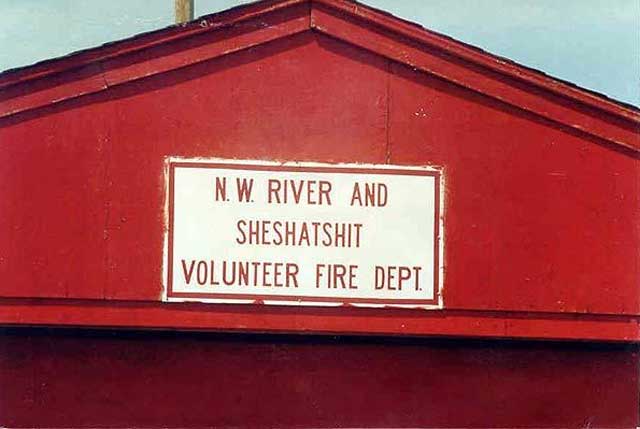 N.W. RIVER AND
SHESHATSHIT
VOLUNTEER FIRE DEPT.